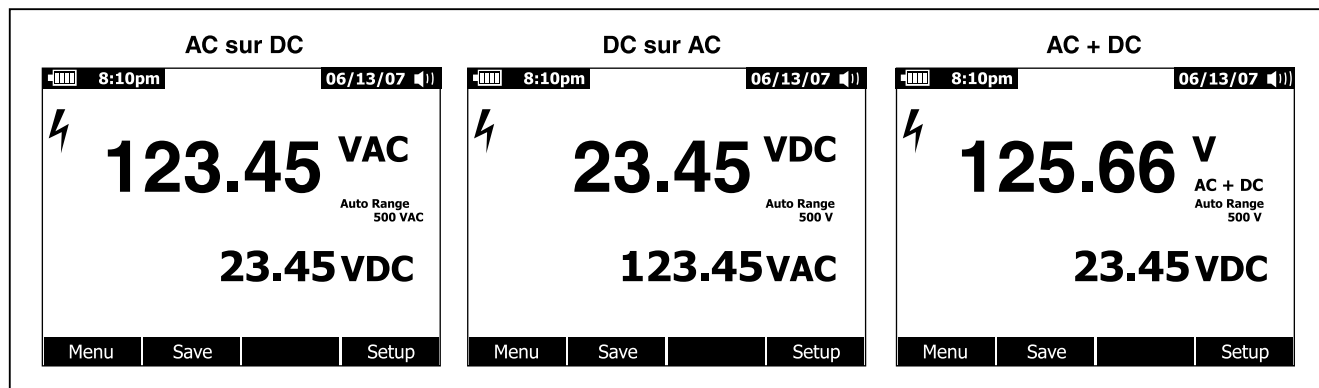 AC sur DC
8:10pm 06/13/07
123.45 VAC
Auto Range
500 VAC
23.45 VDC
Menu Save Setup
DC sur AC
8:10pm 06/13/07
23.45 VDC
Auto Range
500 V
123.45 VAC
Menu Save Setup
AC + DC
8:10pm 06/13/07
125.66 V
AC + DC
Auto Range
500 V
23.45 VDC
Menu Save Setup